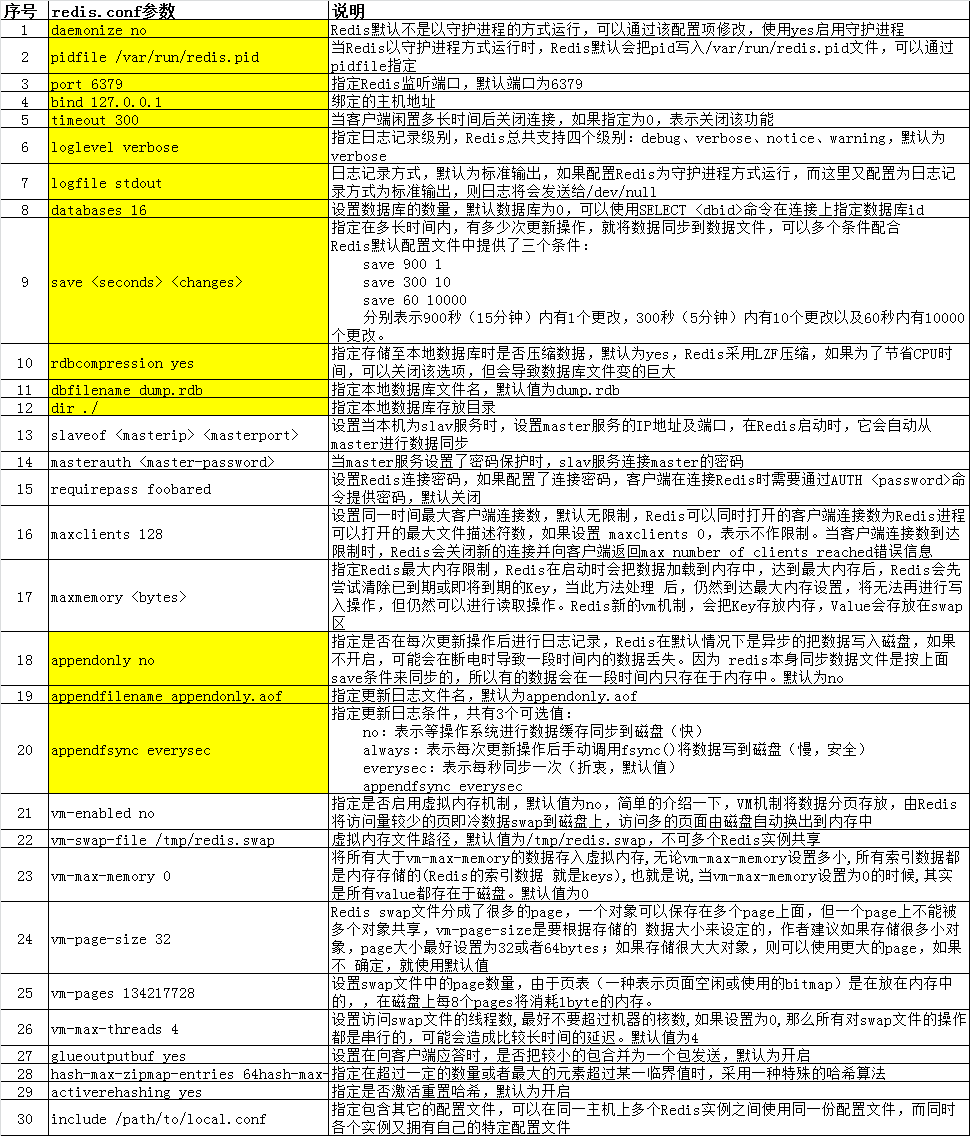 序号 redis.conf参数 说明
1 daemonize no Redis默认不是以守护进程的方式运行，可以通过该配置项修改，使用yes启用守护进程
2 pidfile /var/run/redis.pid 当Redis以守护进程方式运行时，Redis默认会把pid写入/var/run/redis.pid文件，可以通过
pidfile指定
3 port 6379 指定Redis监听端口，默认端口为6379
4 bind 127.0.0.1 绑定的主机地址
5 timeout 300 当客户端闲置多长时间后关闭连接，如果指定为0，表示关闭该功能
6 loglevel verbose 指定日志记录级别，Redis总共支持四个级别：debug、verbose、notice、warning，默认为
verbose
7 logfile stdout 日志记录方式，默认为标准输出，如果配置Redis为守护进程方式运行，而这里又配置为日志记
录方式为标准输出，则日志将会发送给/dev/null
8 databases 16 设置数据库的数量，默认数据库为0，可以使用SELECT <dbid>命令在连接上指定数据库id
9 save <seconds> <changes> 指定在多长时间内，有多少次更新操作，就将数据同步到数据文件，可以多个条件配合
Redis默认配置文件中提供了三个条件：
save 900 1
save 300 10
save 60 10000
分别表示900秒（15分钟）内有1个更改，300秒（5分钟）内有10个更改以及60秒内有10000
个更改。
10 rdbcompression yes 指定存储至本地数据库时是否压缩数据，默认为yes，Redis采用LZF压缩，如果为了节省CPU时
间，可以关闭该选项，但会导致数据库文件变的巨大
11 dbfilename dump.rdb 指定本地数据库文件名，默认值为dump.rdb
12 dir ./ 指定本地数据库存放目录
13 slaveof <masterip> <masterport> 设置当本机为slav服务时，设置master服务的IP地址及端口，在Redis启动时，它会自动从
master进行数据同步
14 masterauth <master-password> 当master服务设置了密码保护时，slav服务连接master的密码
15 requirepass foobared 设置Redis连接密码，如果配置了连接密码，客户端在连接Redis时需要通过AUTH <password>命
令提供密码，默认关闭
16 maxclients 128 设置同一时间最大客户端连接数，默认无限制，Redis可以同时打开的客户端连接数为Redis进程
可以打开的最大文件描述符数，如果设置 maxclients 0，表示不作限制。当客户端连接数到达
限制时，Redis会关闭新的连接并向客户端返回max number of clients reached错误信息
17 maxmemory <bytes> 指定Redis最大内存限制，Redis在启动时会把数据加载到内存中，达到最大内存后，Redis会先
尝试清除已到期或即将到期的Key，当此方法处理 后，仍然到达最大内存设置，将无法再进行写
入操作，但仍然可以进行读取操作。Redis新的vm机制，会把Key存放内存，Value会存放在swap
区
18 appendonly no 指定是否在每次更新操作后进行日志记录，Redis在默认情况下是异步的把数据写入磁盘，如果
不开启，可能会在断电时导致一段时间内的数据丢失。因为 redis本身同步数据文件是按上面
save条件来同步的，所以有的数据会在一段时间内只存在于内存中。默认为no
19 appendfilename appendonly.aof 指定更新日志文件名，默认为appendonly.aof
20 appendfsync everysec 指定更新日志条件，共有3个可选值：
no：表示等操作系统进行数据缓存同步到磁盘（快）
always：表示每次更新操作后手动调用fsync()将数据写到磁盘（慢，安全）
everysec：表示每秒同步一次（折衷，默认值）
appendfsync everysec
21 vm-enabled no 指定是否启用虚拟内存机制，默认值为no，简单的介绍一下，VM机制将数据分页存放，由Redis
将访问量较少的页即冷数据swap到磁盘上，访问多的页面由磁盘自动换出到内存中
22 vm-swap-file /tmp/redis.swap 虚拟内存文件路径，默认值为/tmp/redis.swap，不可多个Redis实例共享
23 vm-max-memory 0 将所有大于vm-max-memory的数据存入虚拟内存,无论vm-max-memory设置多小,所有索引数据都
是内存存储的(Redis的索引数据 就是keys),也就是说,当vm-max-memory设置为0的时候,其实
是所有value都存在于磁盘。默认值为0
24 vm-page-size 32 Redis swap文件分成了很多的page，一个对象可以保存在多个page上面，但一个page上不能被
多个对象共享，vm-page-size是要根据存储的 数据大小来设定的，作者建议如果存储很多小对
象，page大小最好设置为32或者64bytes；如果存储很大大对象，则可以使用更大的page，如果
不 确定，就使用默认值
25 vm-pages 134217728 设置swap文件中的page数量，由于页表（一种表示页面空闲或使用的bitmap）是在放在内存中
的，，在磁盘上每8个pages将消耗1byte的内存。
26 vm-max-threads 4 设置访问swap文件的线程数,最好不要超过机器的核数,如果设置为0,那么所有对swap文件的操作
都是串行的，可能会造成比较长时间的延迟。默认值为4
27 glueoutputbuf yes 设置在向客户端应答时，是否把较小的包合并为一个包发送，默认为开启
28 hash-max-zipmap-entries 64hash-max- 指定在超过一定的数量或者最大的元素超过某一临界值时，采用一种特殊的哈希算法
29 activerehashing yes 指定是否激活重置哈希，默认为开启
30 include /path/to/local.conf 指定包含其它的配置文件，可以在同一主机上多个Redis实例之间使用同一份配置文件，而同时
各个实例又拥有自己的特定配置文件